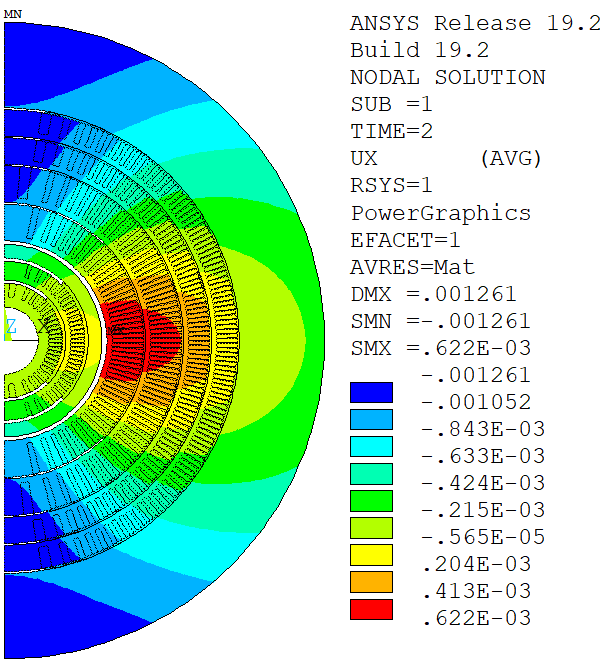 MN
ANSYS Release 19.2
Build 19.2
NODAL SOLUTION
SUB =1
TIME=2
UX (AVG)
RSYS=1
PowerGraphics
EFACET=1
AVRES=Mat
DMX =.001261
SMN =-.001261
SMX =.622E-03
-.001261
-.001052
-.843E-03
-.633E-03
-.424E-03
-.215E-03
-.565E-05
.204E-03
.413E-03
.622E-03
Z
X